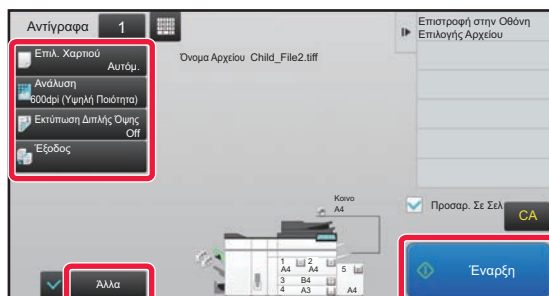 Αντίγραφα 1
Επιλ. Χαρτιού
Αυτόμ.
Ανάλυση
600dpi (Υψηλή Ποιότητα)
Εκτύπωση Διπλής Όψης
Off
Έξοδος
Άλλα
Όνομα Αρχείου Child_File2.tiff
Κοινο
A4
1 2
A4 A4
5
3 B4
4 A3
A4
Επιστροφή στην Οθόνη
Επιλογής Αρχείου
Προσαρ. Σε Σελ
CA
Έναρξη